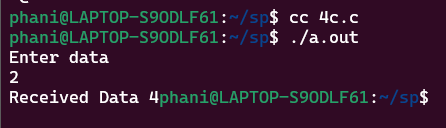 phani@LAPTOP-S9ODLF61:~/sp$ cc 4c.c
phani@LAPTOP-S9ODLF61:~/sp$ ./a.out
Enter data
2
Received Data 4phani@LAPTOP-S9ODLF61:~/sp$